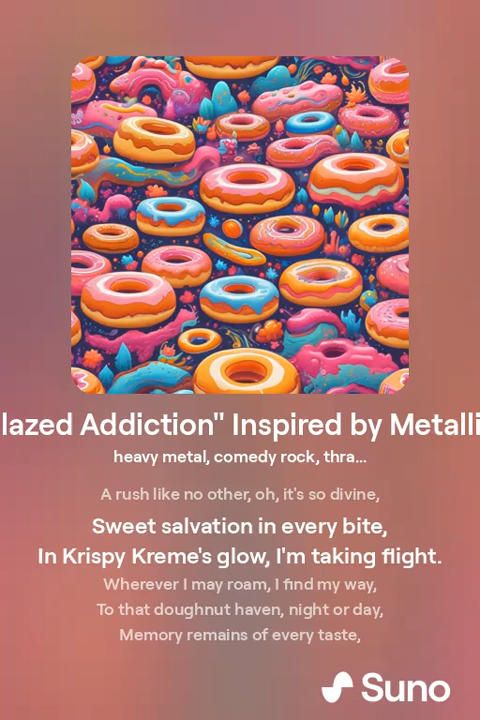 lazed Addiction" Inspired by Metalli
heavy metal, comedy rock, thra...
A rush like no other, oh, it's so divine,
Sweet salvation in every bite,
In Krispy Kreme's glow, I'm taking flight.
Wherever I may roam, I find my way,
To that doughnut haven, night or day,
Memory remains of every taste,
Suno